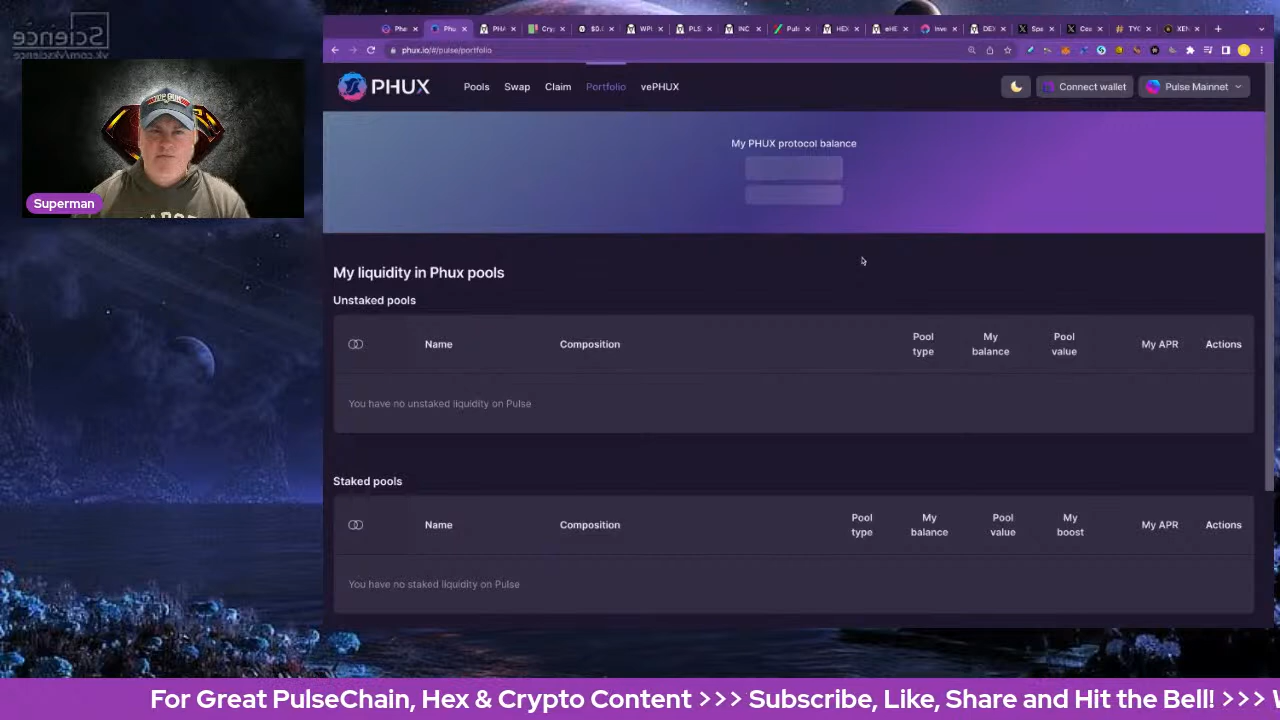 Science
vk.com/vkscience
Superman
phux.io/#/pulse/portfolio
PHUX
Pools
Swap
Claim
Portfolio
vePHUX
Connect wallet
Pulse Mainnet
My PHUX protocol balance
My liquidity in Phux pools
Unstaked pools
Name
Composition
Pool type
My balance
Pool value
My APR
Actions
You have no unstaked liquidity on Pulse
Staked pools
Name
Composition
Pool type
My balance
Pool value
My boost
My APR
Actions
You have no staked liquidity on Pulse
For Great PulseChain, Hex & Crypto Content >>> Subscribe, Like, Share and Hit the Bell! >>>